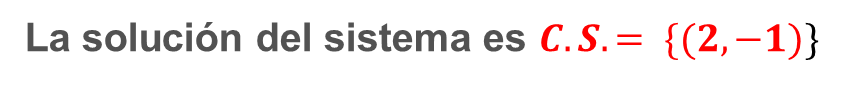 La solución del sistema es C.S.= {(2,−1)}